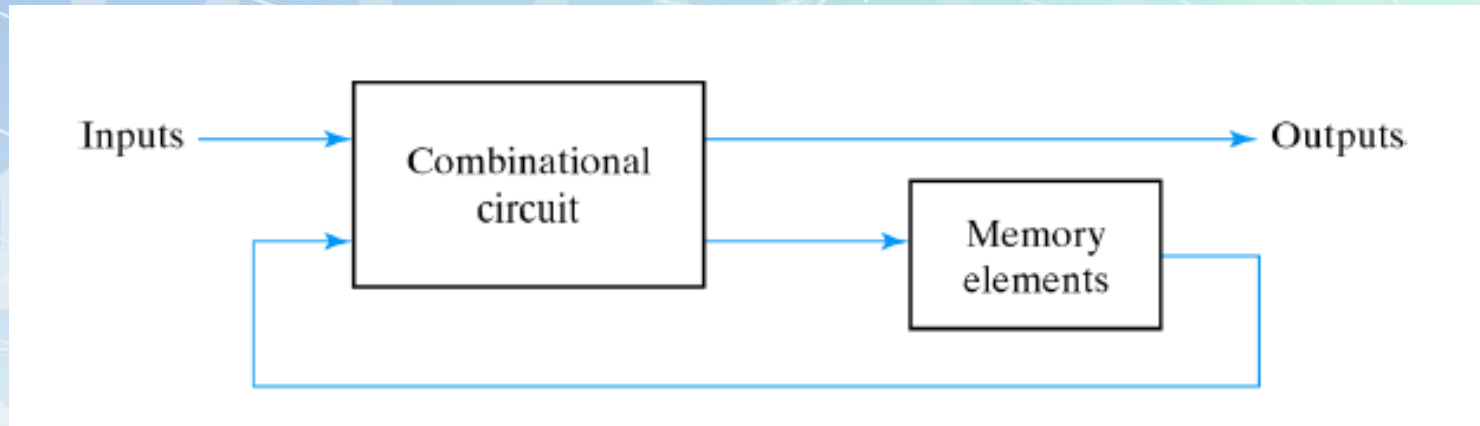 Inputs
Combinational
circuit
Outputs
Memory
elements